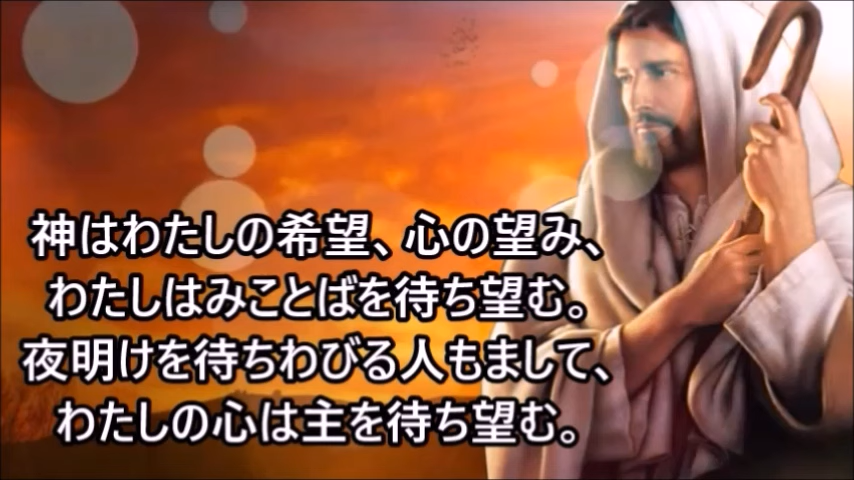 神はわたしの希望、心の望み、
わたしはみことばを待ち望む。
夜明けを待ちわびる人もまして、
わたしの心は主を待ち望む。